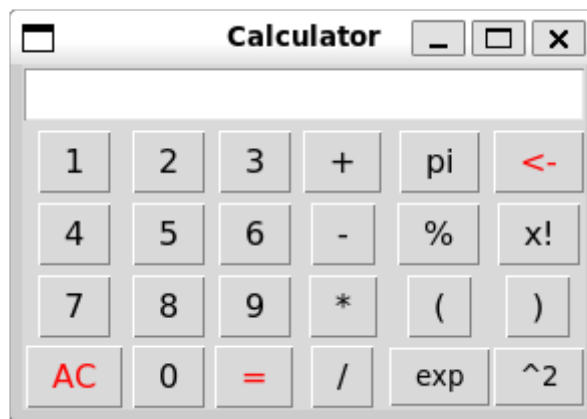 Calculator
1 2 3 + pi <-
4 5 6 - % x!
7 8 9 * ( )
AC 0 = / exp ^2